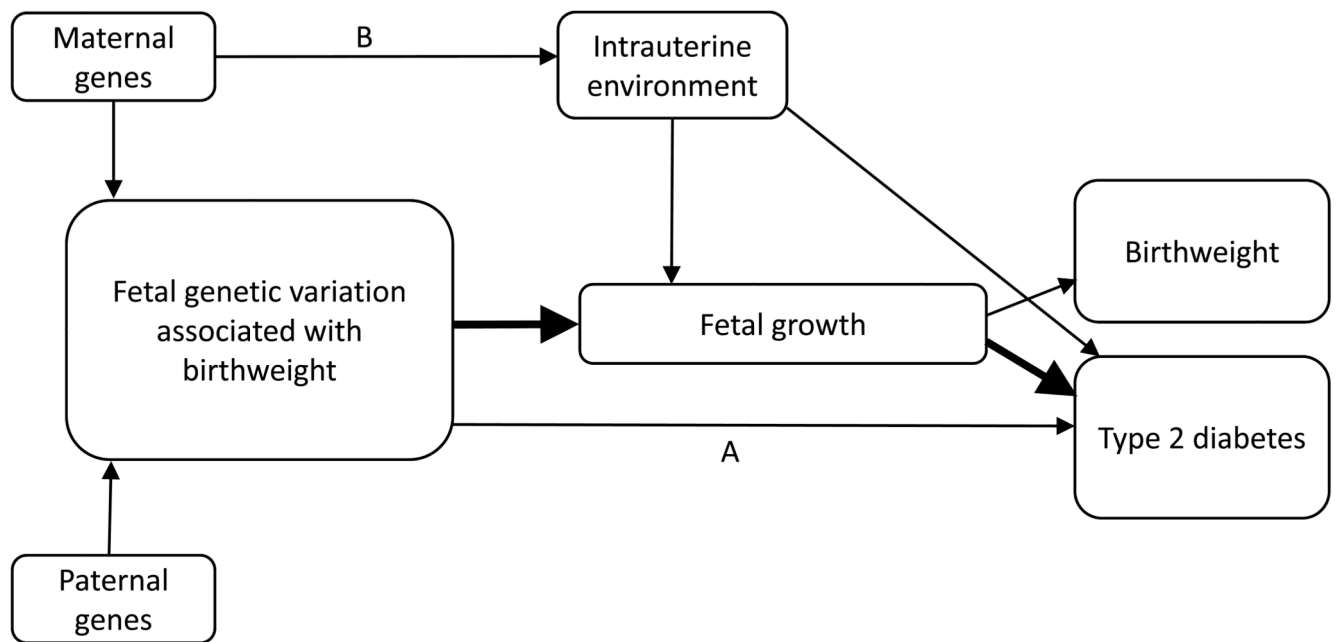 Maternal
genes
B
Intrauterine
environment
Birthweight
Fetal genetic variation
associated with
birthweight
Fetal growth
Type 2 diabetes
A
Paternal
genes